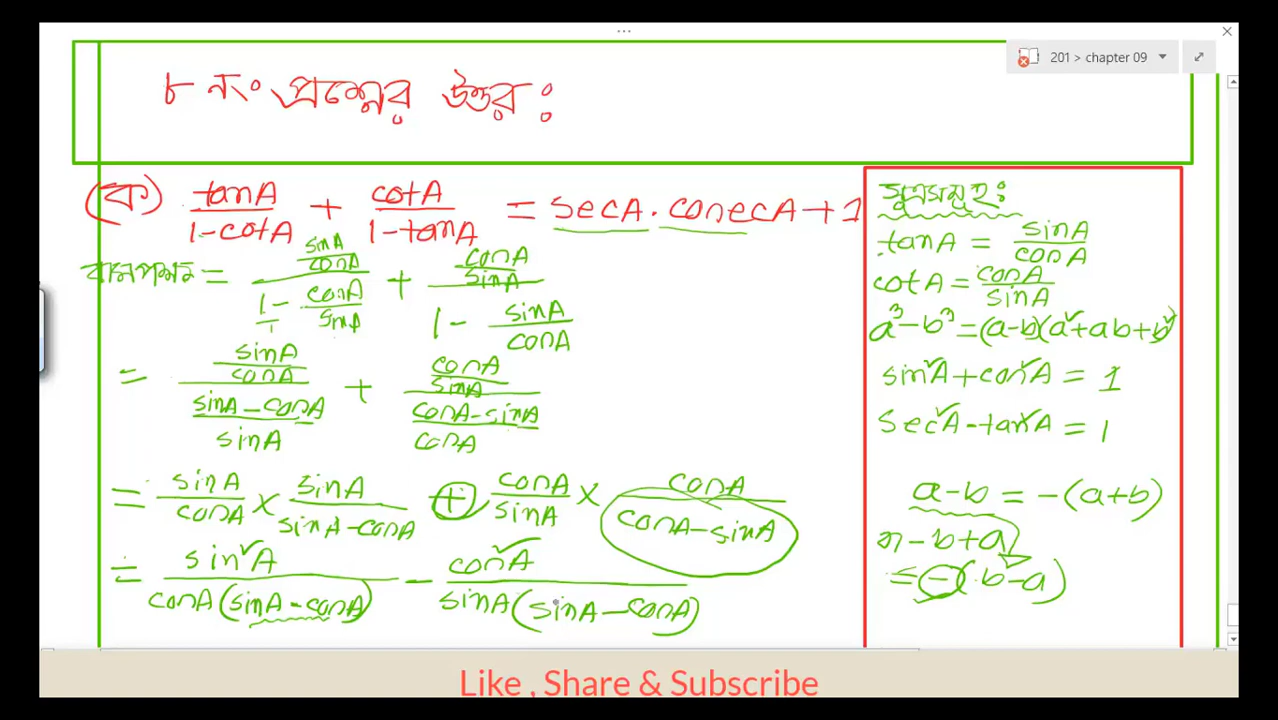 201 > chapter 09
৮ নং প্রশ্নের উত্তর :
(ক) tanA/(1-cotA) + cotA/(1-tanA) = secA . cosecA + 1
বামপক্ষ = (sinA/cosA)/(1 - cosA/sinA) + (cosA/sinA)/(1 - sinA/cosA)
= (sinA/cosA)/((sinA - cosA)/sinA) + (cosA/sinA)/((cosA - sinA)/cosA)
= sinA/cosA × sinA/(sinA - cosA) + cosA/sinA × cosA/(cosA - sinA)
= sin²A/(cosA(sinA - cosA)) - cos²A/(sinA(sinA - cosA))
সূত্রসমূহ :
tanA = sinA/cosA
cotA = cosA/sinA
a³-b³ = (a-b)(a²+ab+b²)
sin²A + cos²A = 1
Sec²A - tan²A = 1
a-b = -(a+b)
- b + a
= -(b-a)
Like , Share & Subscribe